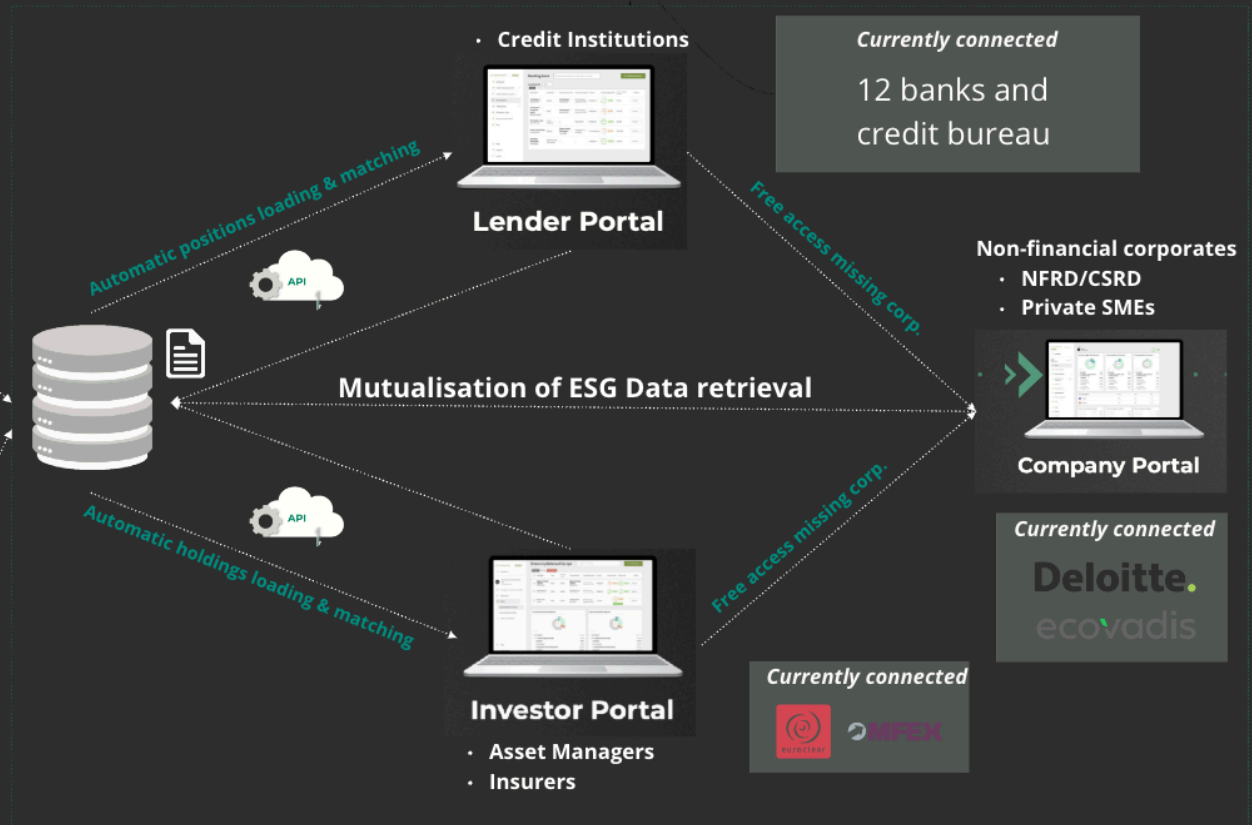 Credit Institutions
Currently connected
12 banks and
credit bureau
Automatic positions loading & matching
Lender Portal
Free access missing corp.
API
Non-financial corporates
NFRD/CSRD
Private SMEs
Mutualisation of ESG Data retrieval
Company Portal
Free access missing corp.
API
Automatic holdings loading & matching
Currently connected
Deloitte.
ecovadis
Investor Portal
Currently connected
euroclear
MFEX
Asset Managers
Insurers